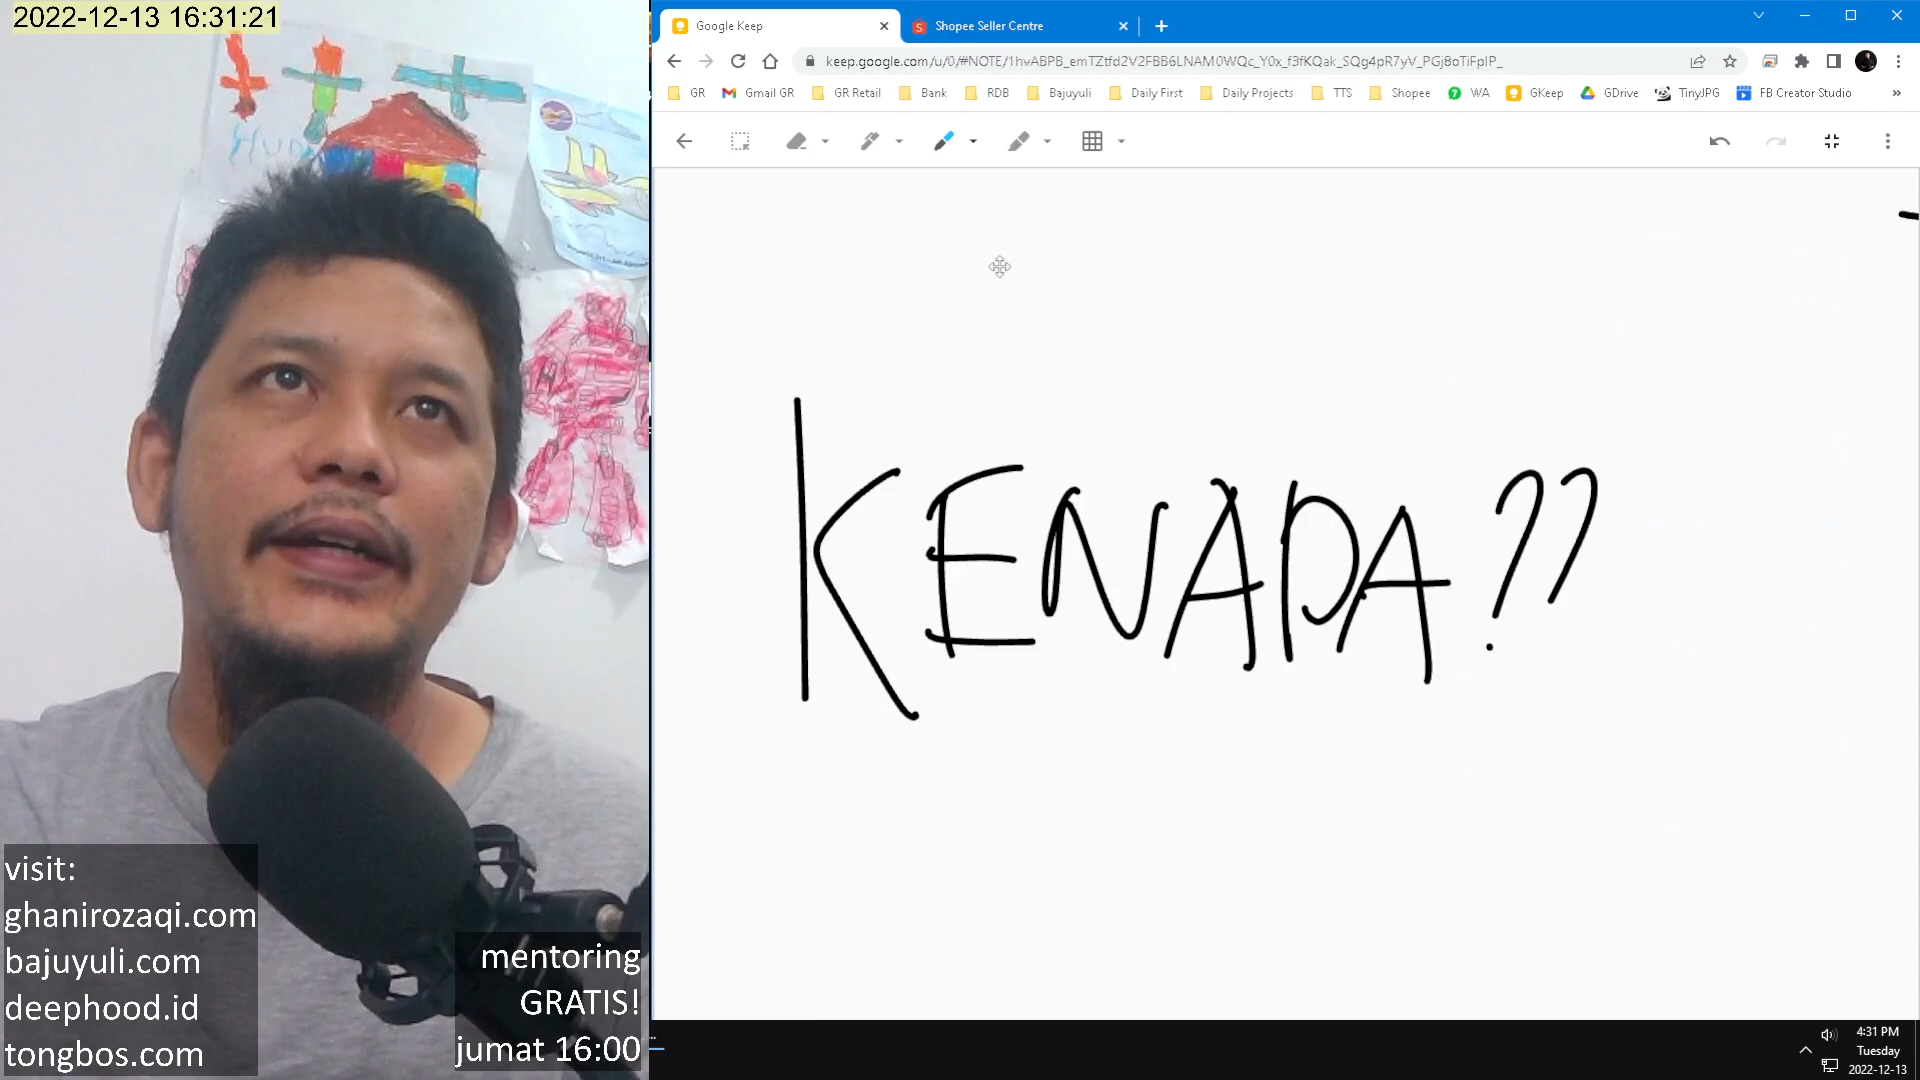 2022-12-13 16:31:21
Google Keep
Shopee Seller Centre
keep.google.com/u/0/#NOTE/1hvABPB_emTZtfd2V2FBB6LNAM0WQc_Y0x_f3fKQak_SQg4pR7yV_PGj8oTiFpIP_
GR Gmail GR GR Retail Bank RDB Bajuyuli Daily First Daily Projects TTS Shopee WA GKeep GDrive TinyJPG FB Creator Studio »
KENAPA??
visit:
ghanirozaqi.com
bajuyuli.com
deephood.id
tongbos.com
mentoring
GRATIS!
jumat 16:00
4:31 PM
Tuesday
2022-12-13